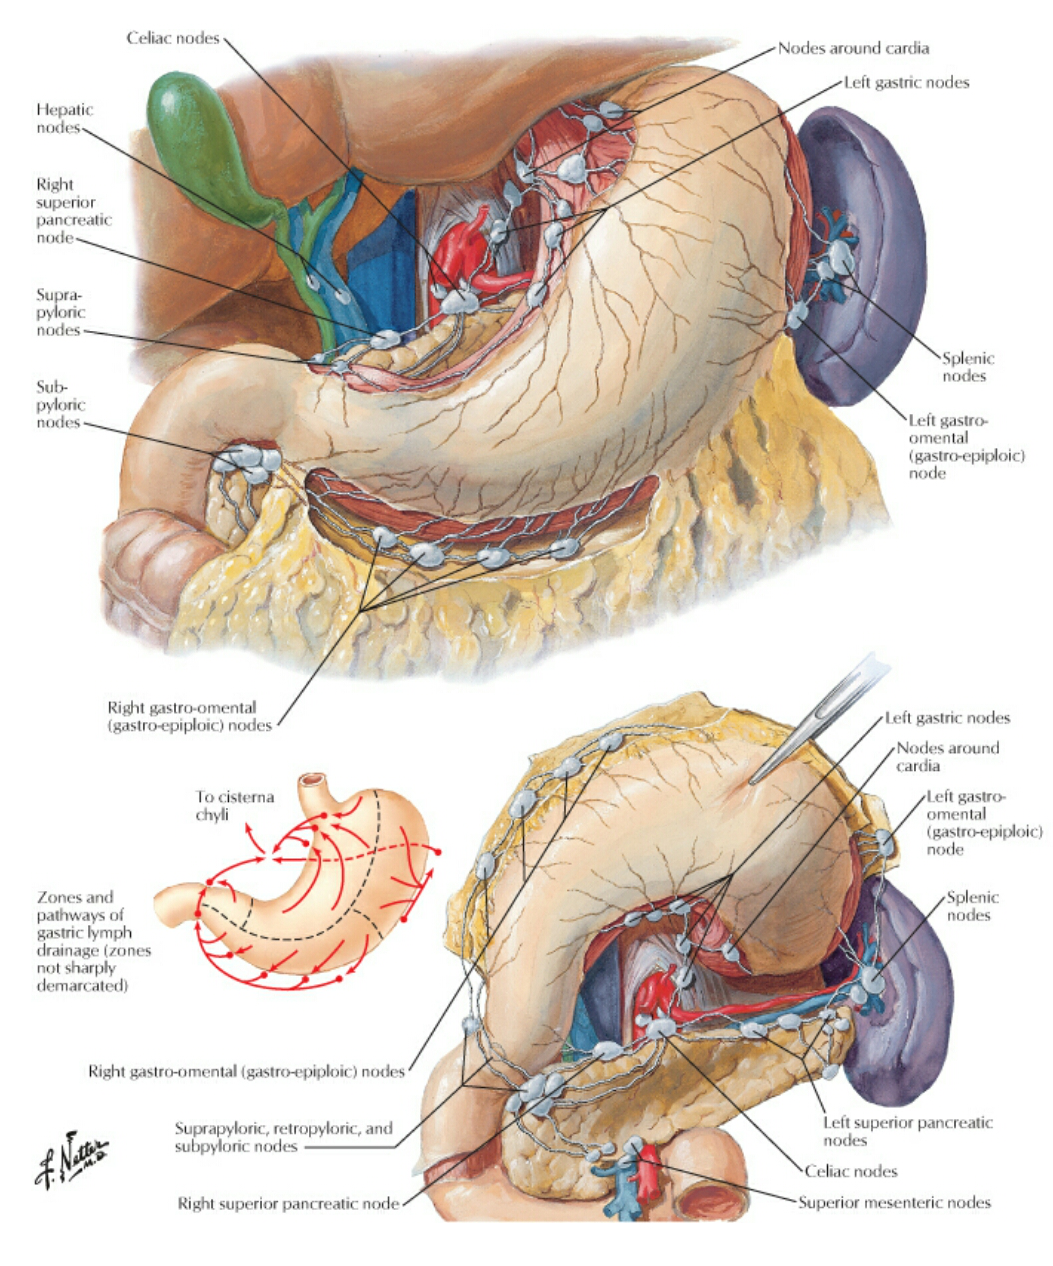 Celiac nodes
Nodes around cardia
Left gastric nodes
Hepatic
nodes
Right
superior
pancreatic
node
Supra-
pyloric
nodes
Sub-
pyloric
nodes
Splenic
nodes
Left gastro-
omental
(gastro-epiploic)
node
Right gastro-omental
(gastro-epiploic) nodes
Left gastric nodes
Nodes around
cardia
Left gastro-
omental
(gastro-epiploic)
node
Splenic
nodes
To cisterna
chyli
Zones and
pathways of
gastric lymph
drainage (zones
not sharply
demarcated)
Right gastro-omental (gastro-epiploic) nodes
Suprapyloric, retropyloric, and
subpyloric nodes
Right superior pancreatic node
Left superior pancreatic
nodes
Celiac nodes
Superior mesenteric nodes
F. Netter
M.D.